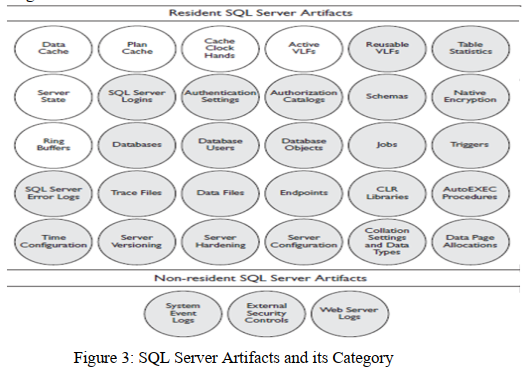 Resident SQL Server Artifacts
Data
Cache
Plan
Cache
Cache
Clock
Hands
Active
VLFs
Reusable
VLFs
Table
Statistics
Server
State
SQL Server
Logins
Authentication
Settings
Authorization
Catalogs
Schemas
Native
Encryption
Ring
Buffers
Databases
Database
Users
Database
Objects
Jobs
Triggers
SQL Server
Error Logs
Trace Files
Data Files
Endpoints
CLR
Libraries
AutoEXEC
Procedures
Time
Configuration
Server
Versioning
Server
Hardening
Server
Configuration
Collation
Settings
and Data
Types
Data Page
Allocations
Non-resident SQL Server Artifacts
System
Event
Logs
External
Security
Controls
Web Server
Logs
Figure 3: SQL Server Artifacts and its Category